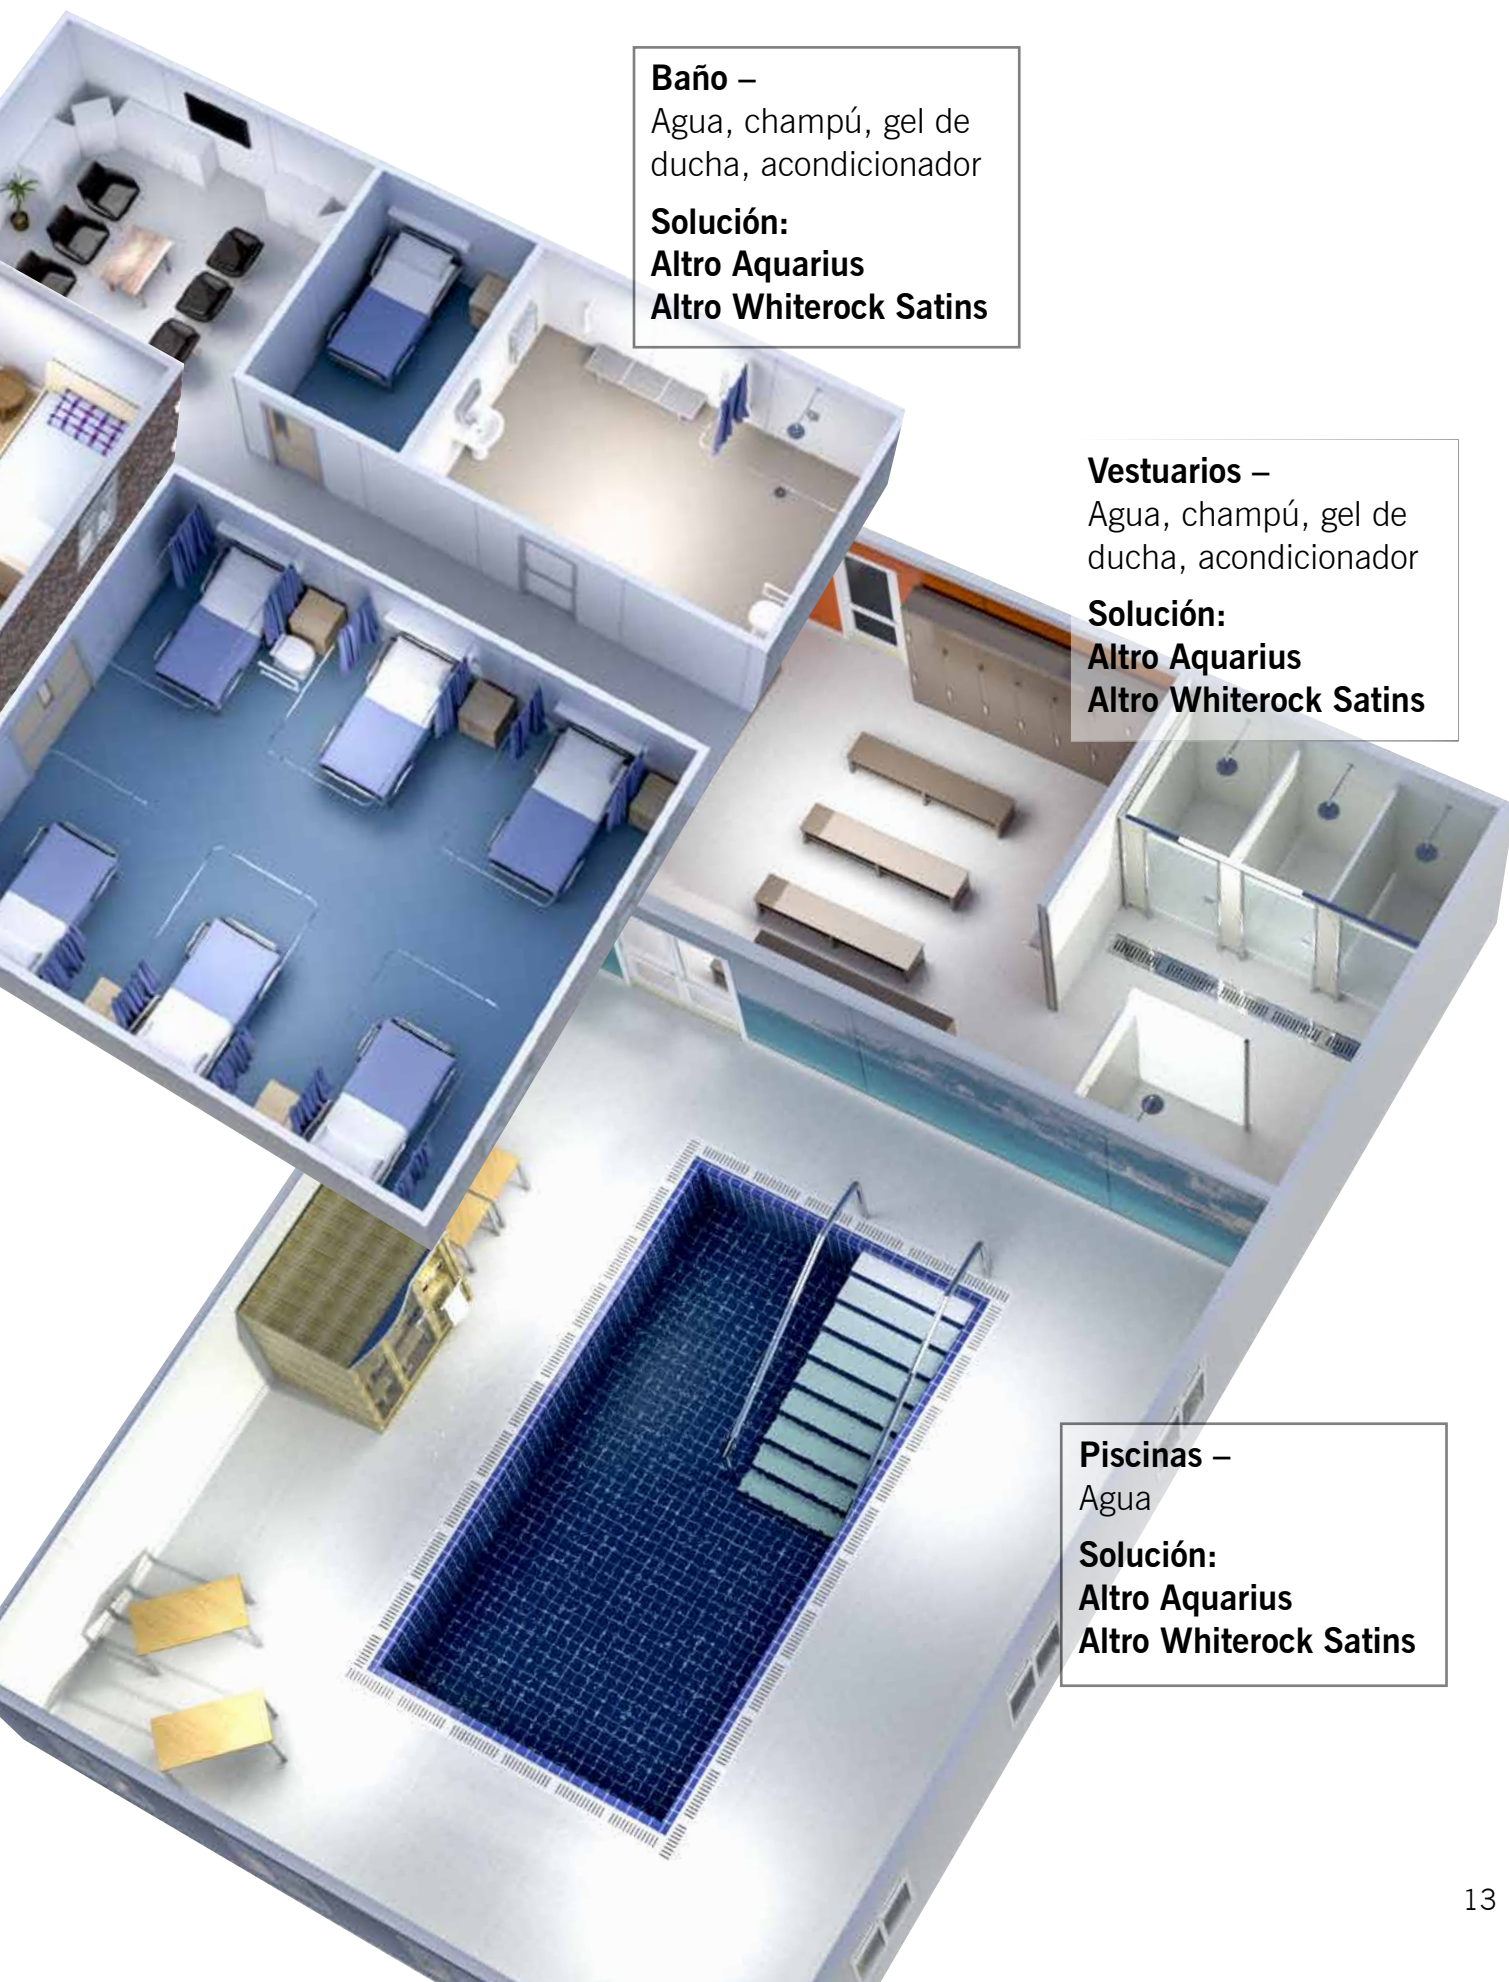 Baño –
Agua, champú, gel de
ducha, acondicionador
Solución:
Altro Aquarius
Altro Whiterock Satins
Vestuarios –
Agua, champú, gel de
ducha, acondicionador
Solución:
Altro Aquarius
Altro Whiterock Satins
Piscinas –
Agua
Solución:
Altro Aquarius
Altro Whiterock Satins
13